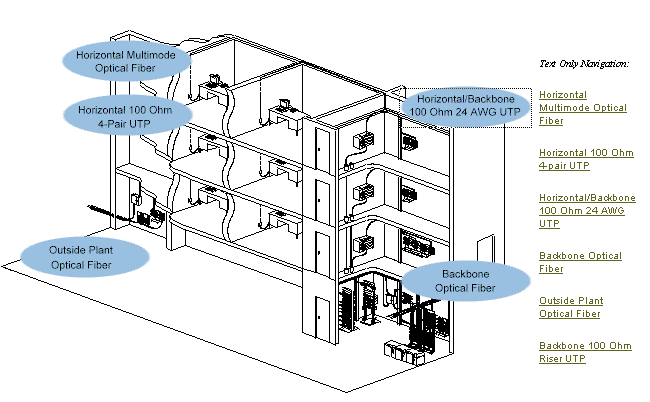 Horizontal Multimode
Optical Fiber
Horizontal 100 Ohm
4-Pair UTP
Horizontal/Backbone
100 Ohm 24 AWG UTP
Outside Plant
Optical Fiber
Backbone
Optical Fiber
Text Only Navigation:
Horizontal
Multimode Optical
Fiber
Horizontal 100 Ohm
4-pair UTP
Horizontal/Backbone
100 Ohm 24 AWG
UTP
Backbone Optical
Fiber
Outside Plant
Optical Fiber
Backbone 100 Ohm
Riser UTP